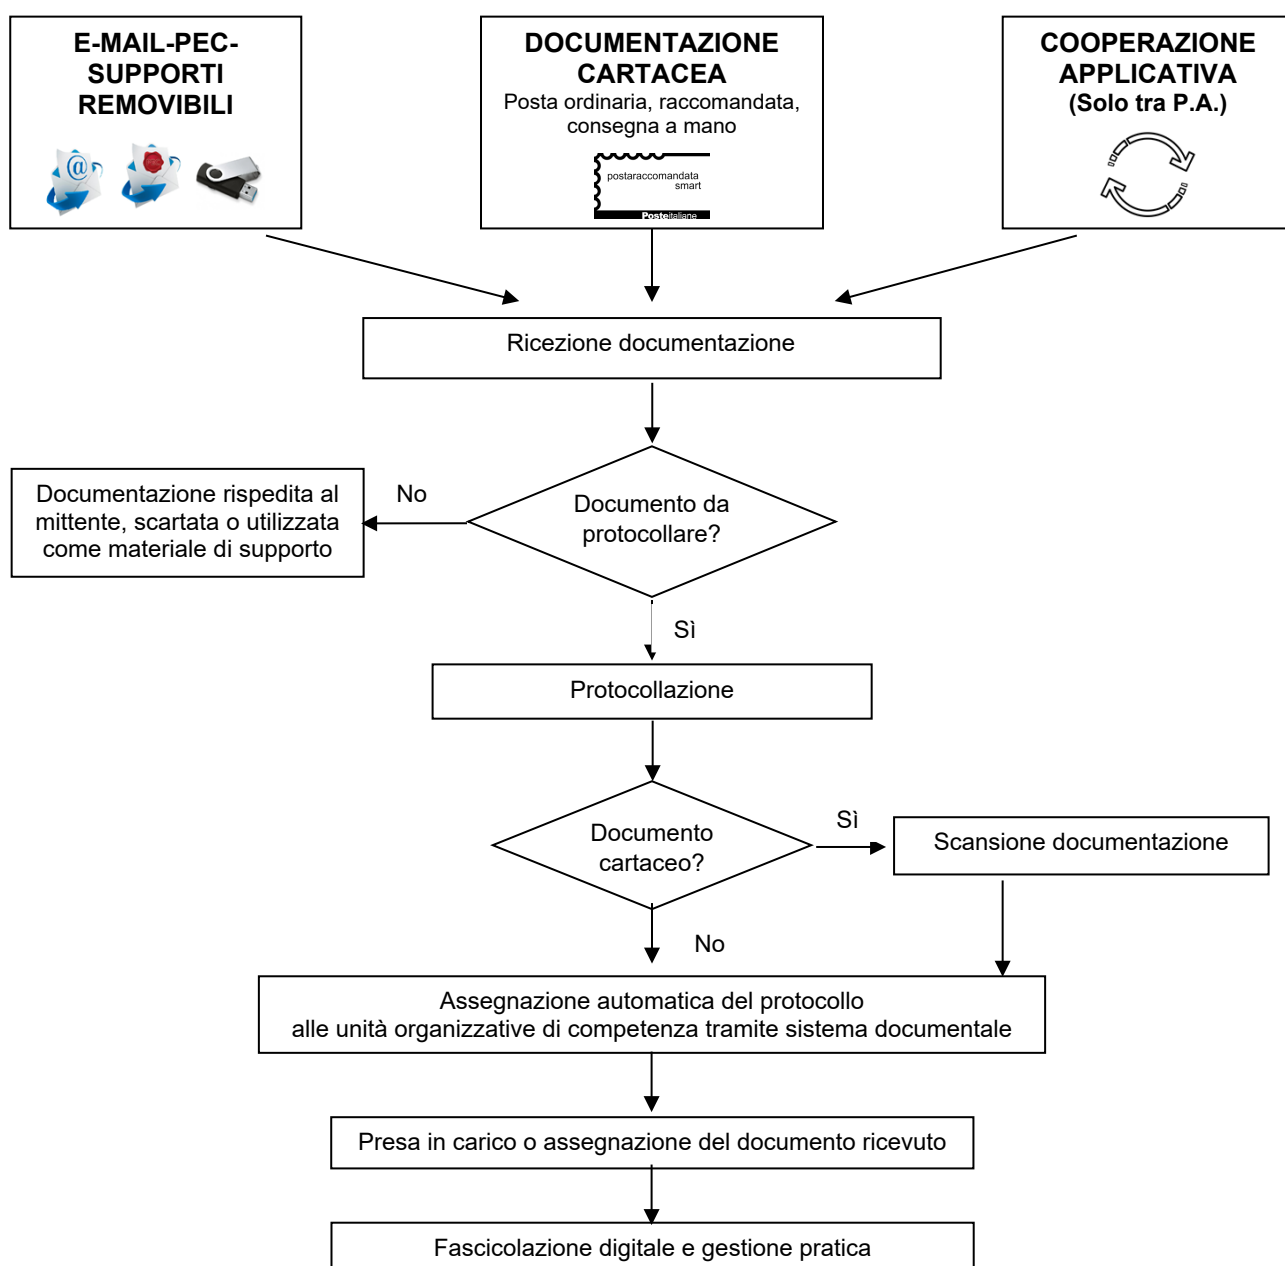 E-MAIL-PEC-
SUPPORTI
REMOVIBILI
@
DOCUMENTAZIONE
CARTACEA
Posta ordinaria, raccomandata,
consegna a mano
postaraccomandata
smart
Posteitaliane
COOPERAZIONE
APPLICATIVA
(Solo tra P.A.)
Ricezione documentazione
Documento da
protocollare?
No
Documentazione rispedita al
mittente, scartata o utilizzata
come materiale di supporto
Sì
Protocollazione
Documento
cartaceo?
Sì
Scansione documentazione
No
Assegnazione automatica del protocollo
alle unità organizzative di competenza tramite sistema documentale
Presa in carico o assegnazione del documento ricevuto
Fascicolazione digitale e gestione pratica